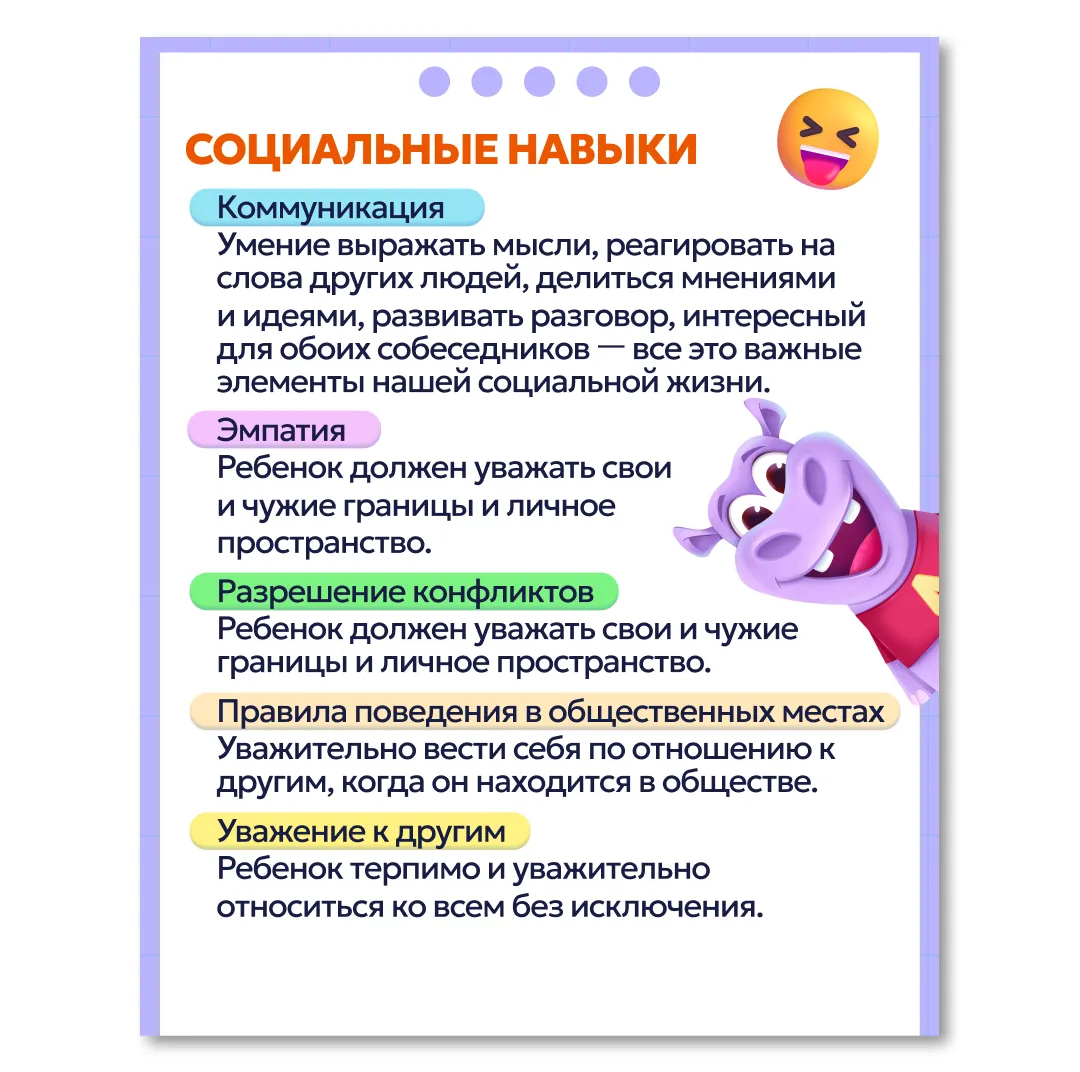 СОЦИАЛЬНЫЕ НАВЫКИ
Коммуникация
Умение выражать мысли, реагировать на
слова других людей, делиться мнениями
и идеями, развивать разговор, интересный
для обоих собеседников — все это важные
элементы нашей социальной жизни.
Эмпатия
Ребенок должен уважать свои
и чужие границы и личное
пространство.
Разрешение конфликтов
Ребенок должен уважать свои и чужие
границы и личное пространство.
Правила поведения в общественных местах
Уважительно вести себя по отношению к
другим, когда он находится в обществе.
Уважение к другим
Ребенок терпимо и уважительно
относиться ко всем без исключения.